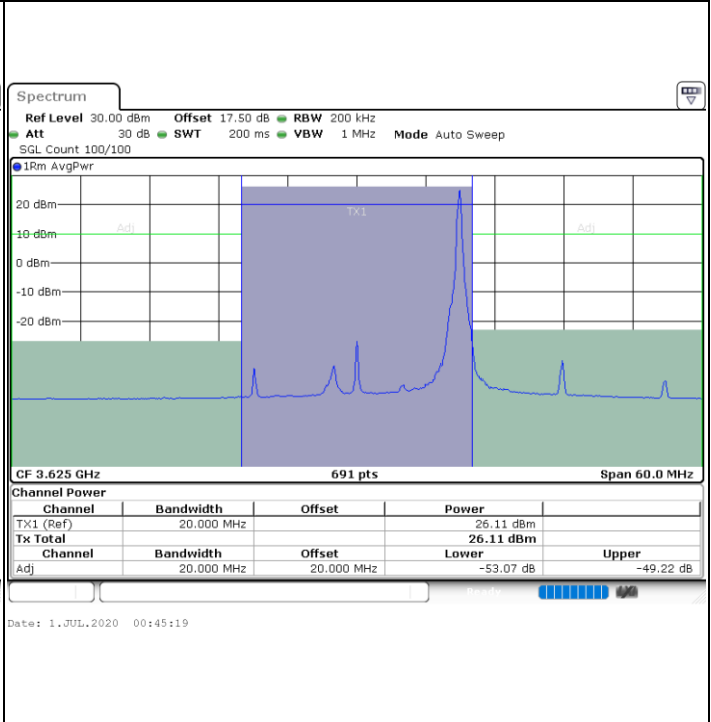 Spectrum
Ref Level 30.00 dBm Offset 17.50 dB RBW 200 kHz
Att 30 dB SWT 200 ms VBW 1 MHz Mode Auto Sweep
SGL Count 100/100
1Rm AvgPwr
20 dBm
TX1
Adj
Adj
10 dBm
0 dBm
-10 dBm
-20 dBm
CF 3.625 GHz 691 pts Span 60.0 MHz
Channel Power
Channel Bandwidth Offset Power
TX1 (Ref) 20.000 MHz 26.11 dBm
Tx Total 26.11 dBm
Channel Bandwidth Offset Lower Upper
Adj 20.000 MHz 20.000 MHz -53.07 dB -49.22 dB
Ready
Date: 1.JUL.2020 00:45:19